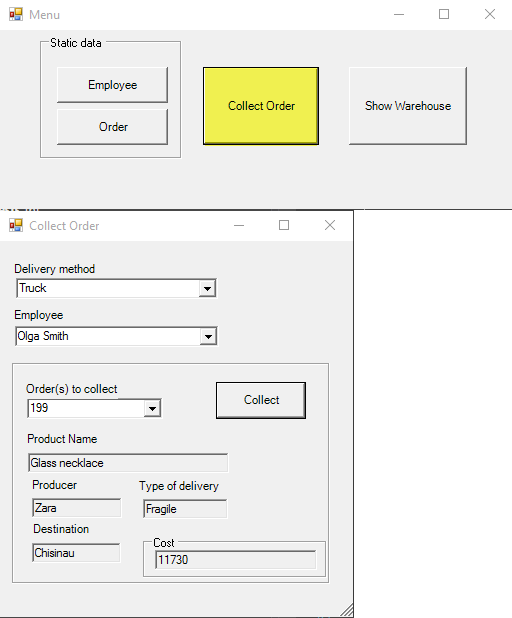 Menu
Static data
Employee
Order
Collect Order
Show Warehouse
Collect Order
Delivery method
Truck
Employee
Olga Smith
Order(s) to collect
199
Collect
Product Name
Glass necklace
Producer
Type of delivery
Zara
Fragile
Destination
Chisinau
Cost
11730